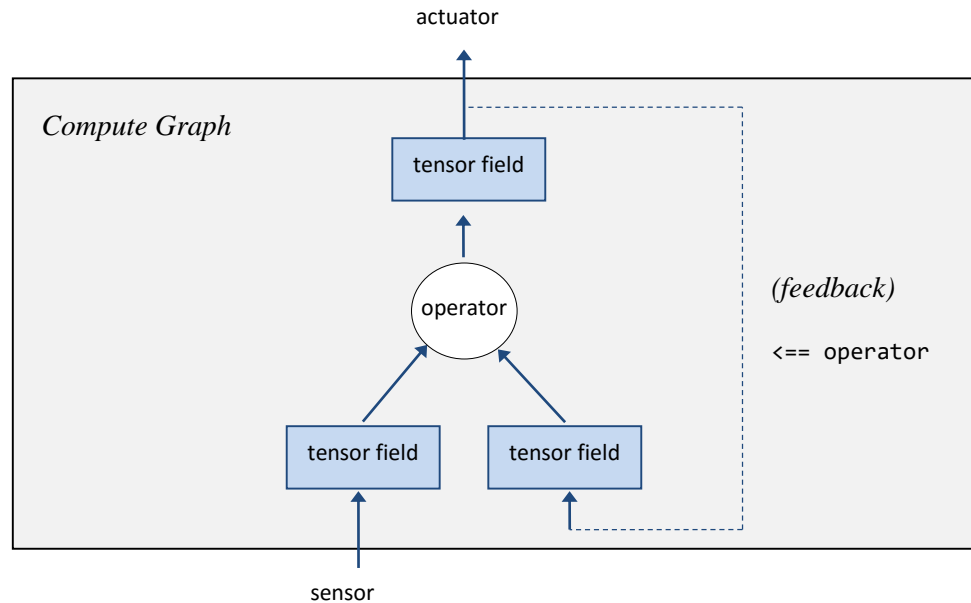 actuator
Compute Graph
tensor field
operator
(feedback)
<== operator
tensor field
tensor field
sensor